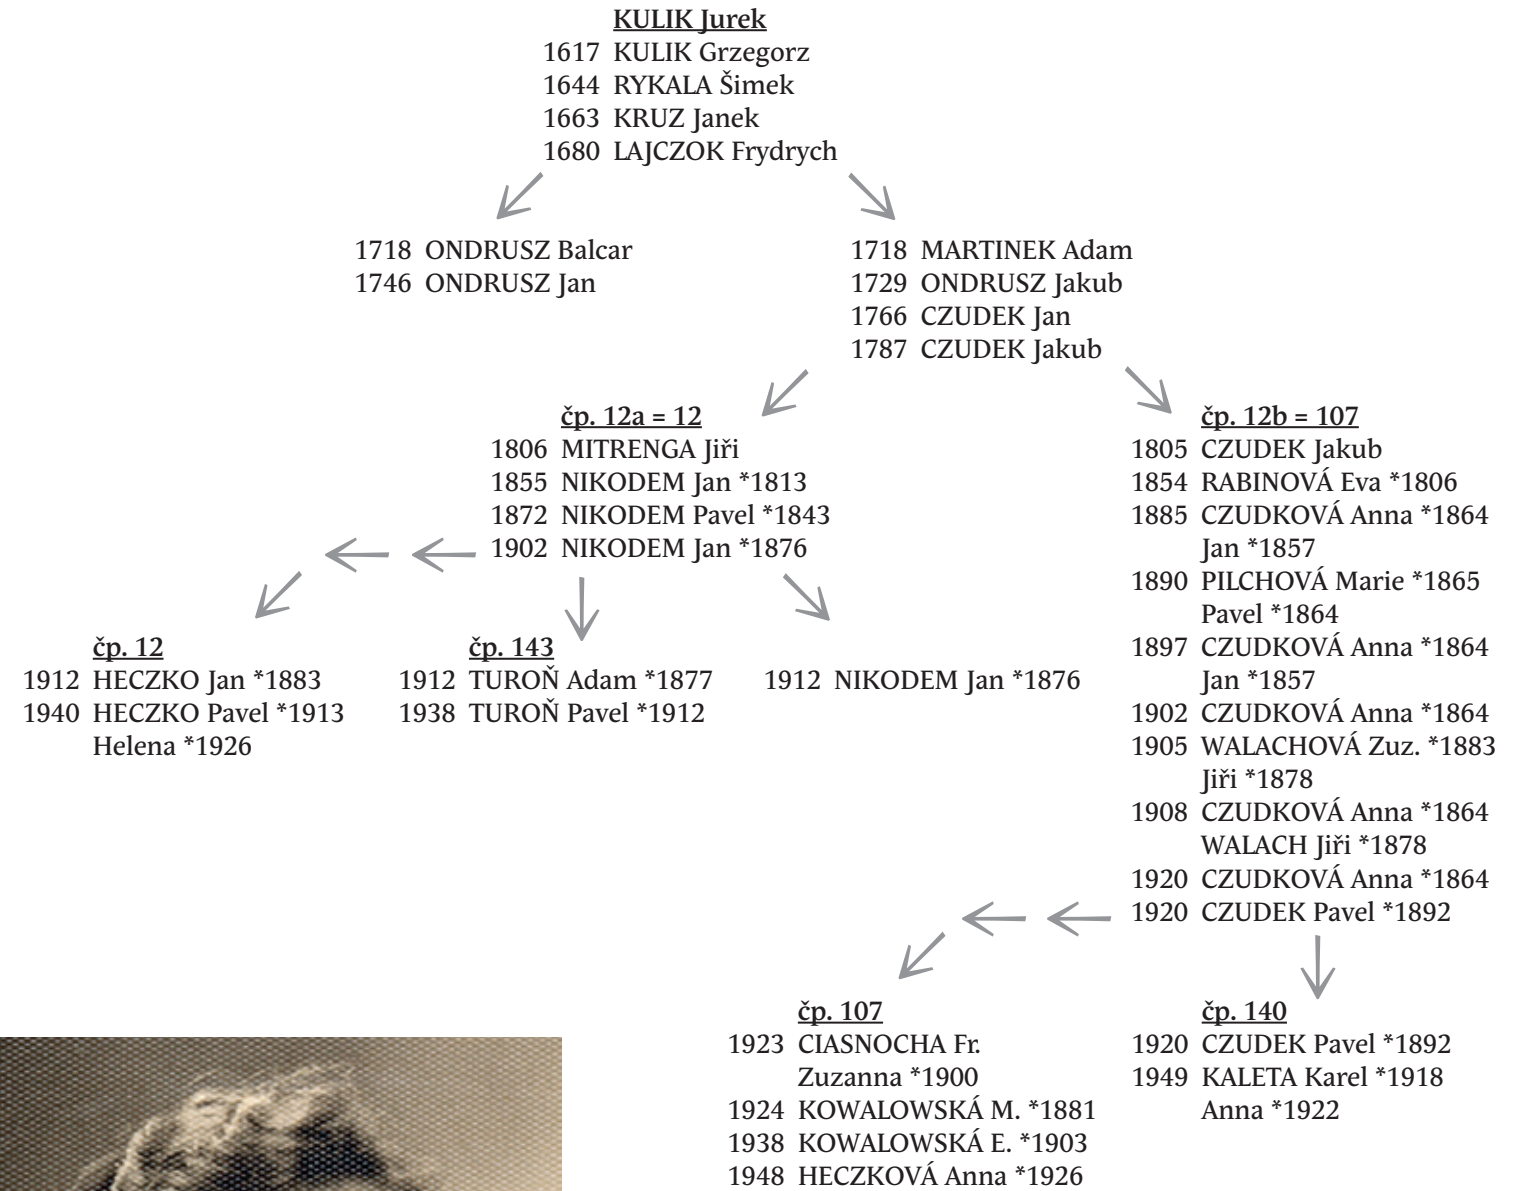 KULIK Jurek
1617 KULIK Grzegorz
1644 RYKALA Šimek
1663 KRUZ Janek
1680 LAJCZOK Frydrych
1718 ONDRUSZ Balcar
1746 ONDRUSZ Jan
1718 MARTINEK Adam
1729 ONDRUSZ Jakub
1766 CZUDEK Jan
1787 CZUDEK Jakub
čp. 12a = 12
1806 MITRENGA Jiří
1855 NIKODEM Jan *1813
1872 NIKODEM Pavel *1843
1902 NIKODEM Jan *1876
čp. 12b = 107
1805 CZUDEK Jakub
1854 RABINOVÁ Eva *1806
1885 CZUDKOVÁ Anna *1864
Jan *1857
1890 PILCHOVÁ Marie *1865
Pavel *1864
1897 CZUDKOVÁ Anna *1864
Jan *1857
1902 CZUDKOVÁ Anna *1864
1905 WALACHOVÁ Zuz. *1883
Jiří *1878
1908 CZUDKOVÁ Anna *1864
WALACH Jiří *1878
1920 CZUDKOVÁ Anna *1864
1920 CZUDEK Pavel *1892
čp. 12
1912 HECZKO Jan *1883
1940 HECZKO Pavel *1913
Helena *1926
čp. 143
1912 TUROŇ Adam *1877
1938 TUROŇ Pavel *1912
1912 NIKODEM Jan *1876
čp. 107
1923 CIASNOCHA Fr.
Zuzanna *1900
1924 KOWALOWSKÁ M. *1881
1938 KOWALOWSKÁ E. *1903
1948 HECZKOVÁ Anna *1926
čp. 140
1920 CZUDEK Pavel *1892
1949 KALETA Karel *1918
Anna *1922